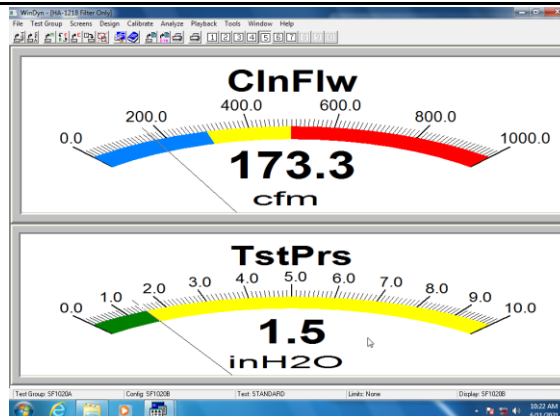 WinDyn - [HA-121B Filter Only]
File Test Group Screens Design Calibrate Analyze Playback Tools Window Help
1 2 3 4 5 6 7
ClnFlw
0.0 200.0 400.0 600.0 800.0 1000.0
173.3
cfm
TstPrs
0.0 1.0 2.0 3.0 4.0 5.0 6.0 7.0 8.0 9.0 10.0
1.5
inH2O
Test Group: SF1020A Config: SF1020B Test: STANDARD Limits: None Display: SF1020B
10:22 AM